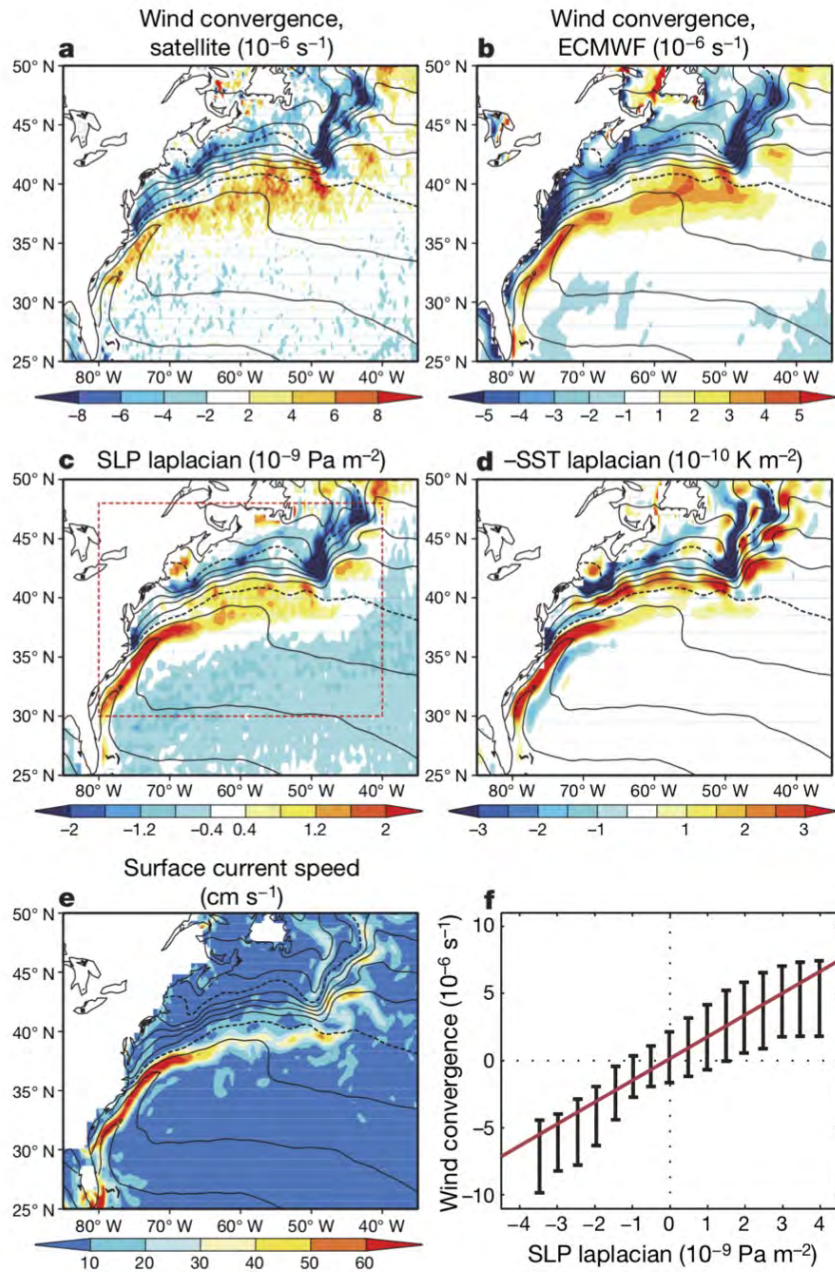 Wind convergence,
satellite (10⁻⁶ s⁻¹)
a
50° N
45° N
40° N
35° N
30° N
25° N
80° W 70° W 60° W 50° W 40° W
−8 −6 −4 −2 2 4 6 8
Wind convergence,
ECMWF (10⁻⁶ s⁻¹)
b
50° N
45° N
40° N
35° N
30° N
25° N
80° W 70° W 60° W 50° W 40° W
−5 −4 −3 −2 −1 1 2 3 4 5
c SLP laplacian (10⁻⁹ Pa m⁻²)
50° N
45° N
40° N
35° N
30° N
25° N
80° W 70° W 60° W 50° W 40° W
−2 −1.2 −0.4 0.4 1.2 2
d −SST laplacian (10⁻¹⁰ K m⁻²)
50° N
45° N
40° N
35° N
30° N
25° N
80° W 70° W 60° W 50° W 40° W
−3 −2 −1 1 2 3
Surface current speed
(cm s⁻¹)
e
50° N
45° N
40° N
35° N
30° N
25° N
80° W 70° W 60° W 50° W 40° W
10 20 30 40 50 60
f
Wind convergence (10⁻⁶ s⁻¹)
10
5
0
−5
−10
−4 −3 −2 −1 0 1 2 3 4
SLP laplacian (10⁻⁹ Pa m⁻²)